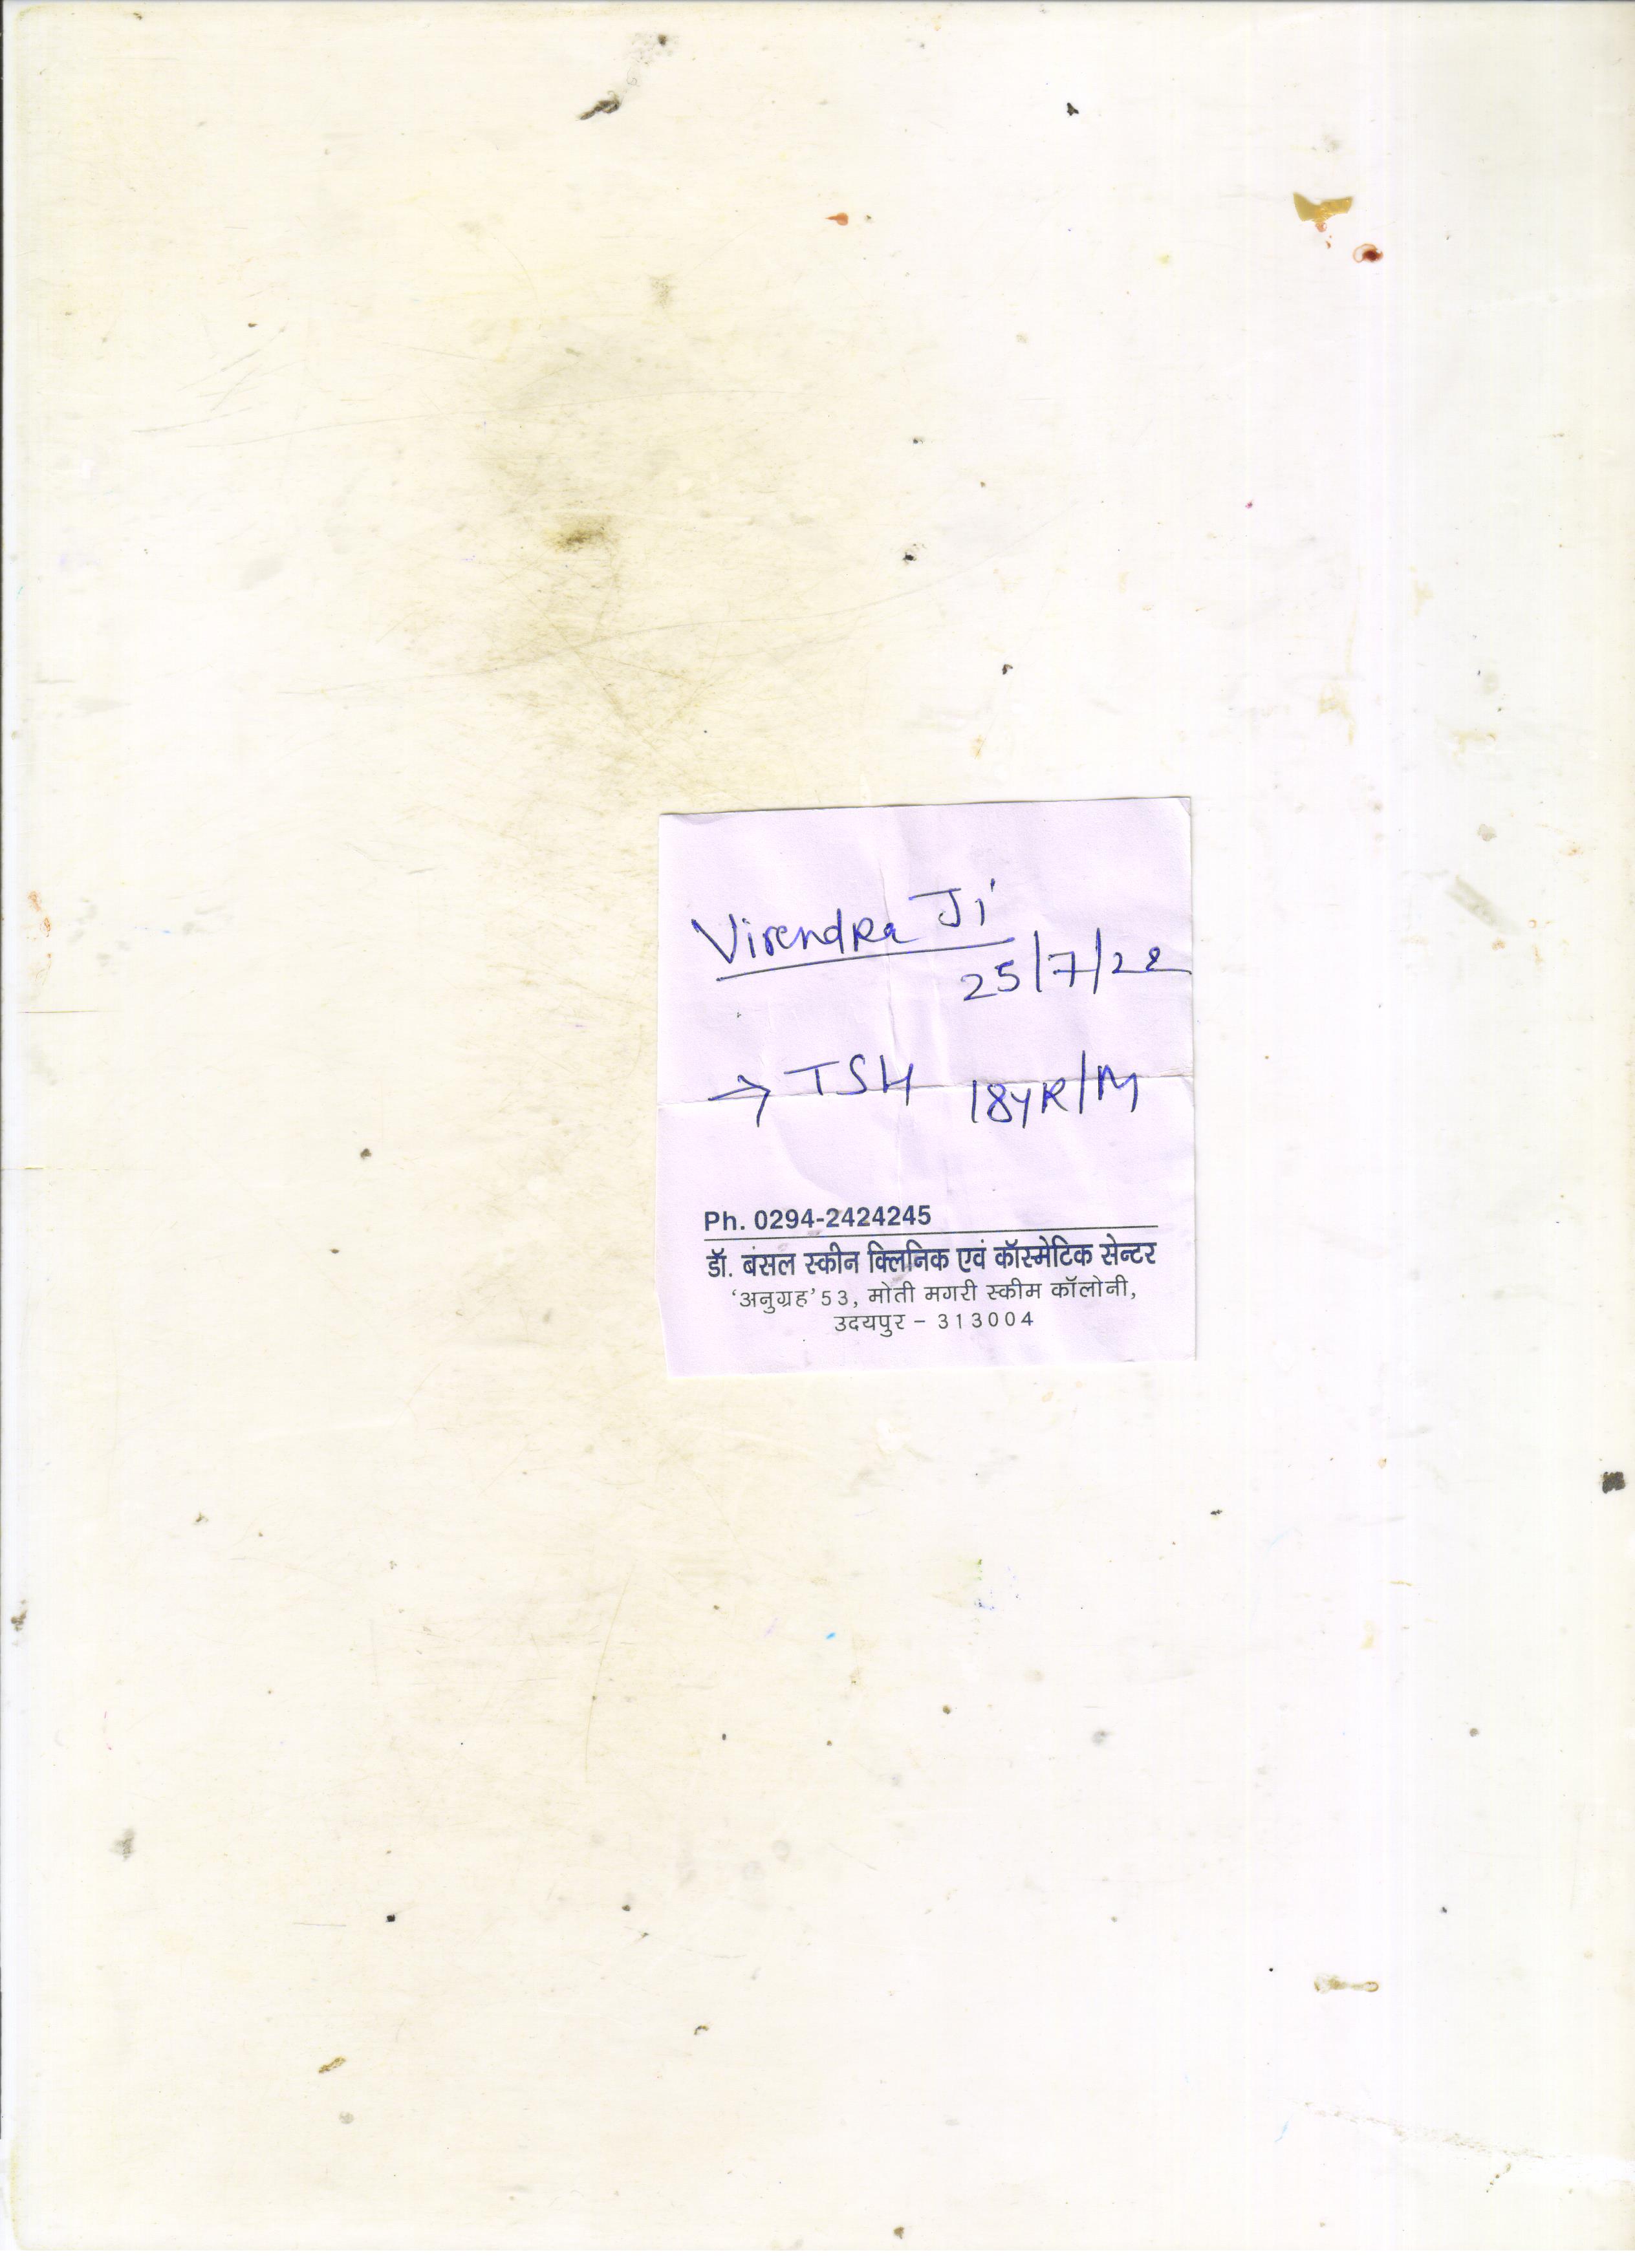 Virendra Ji
25/7/22
→ TSH 18yR/M
Ph. 0294-2424245
डॉ. बंसल स्कीन क्लिनिक एवं कॉस्मेटिक सेन्टर
‘अनुग्रह’ 53, मोती मगरी स्कीम कॉलोनी,
उदयपुर - 313004